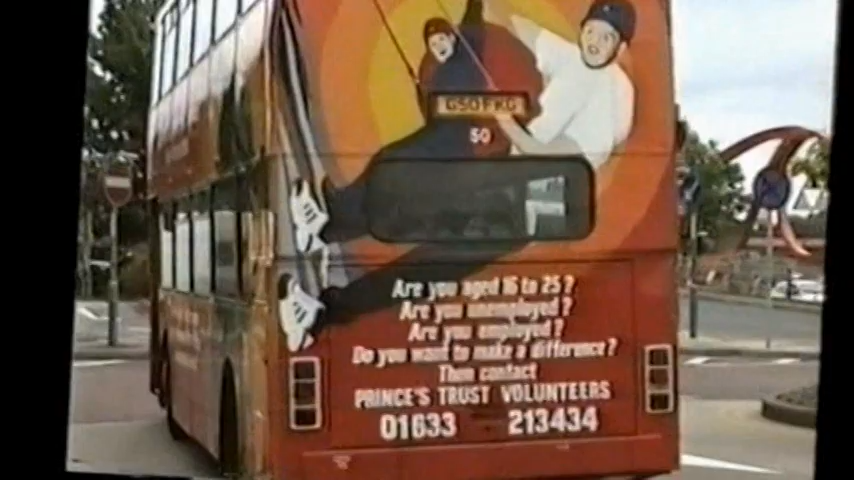 G50 FKG
50
Are you aged 16 to 25 ?
Are you unemployed ?
Are you employed ?
Do you want to make a difference ?
Then contact
PRINCE'S TRUST VOLUNTEERS
01633 213434